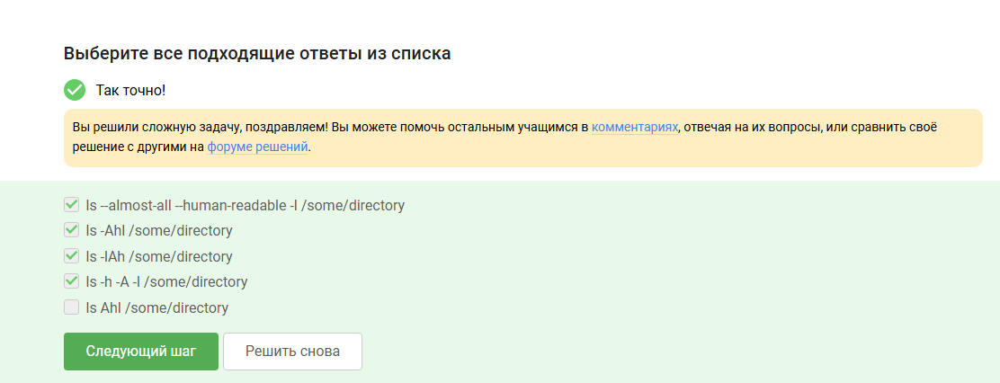 Выберите все подходящие ответы из списка
Так точно!
Вы решили сложную задачу, поздравляем! Вы можете помочь остальным учащимся в комментариях, отвечая на их вопросы, или сравнить своё
решение с другими на форуме решений.
ls --almost-all --human-readable -l /some/directory
ls -Ahl /some/directory
ls -lAh /some/directory
ls -h -A -l /some/directory
ls Ahl /some/directory
Следующий шаг
Решить снова